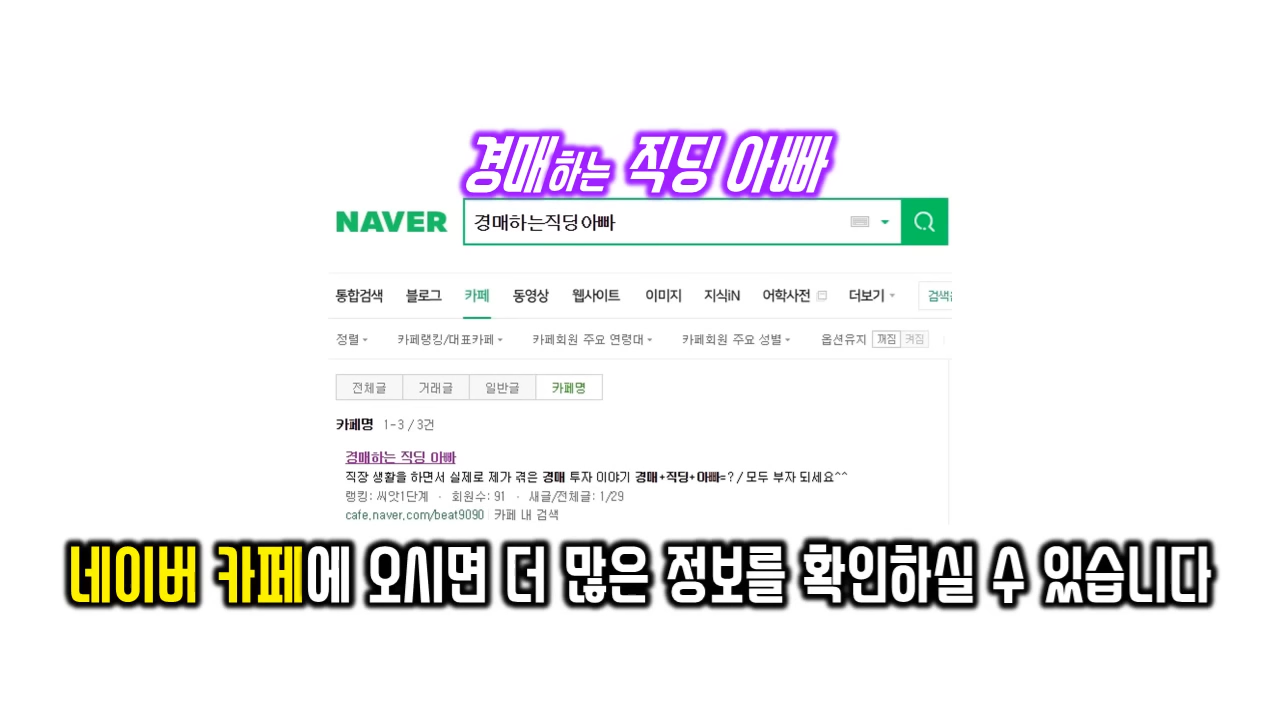 경매하는 직딩 아빠
NAVER 경매하는직딩아빠
통합검색 블로그 카페 동영상 웹사이트 이미지 지식iN 어학사전 더보기 검색
정렬 카페랭킹/대표카페 카페회원 주요 연령대 카페회원 주요 성별 옵션유지 꺼짐 켜짐
전체글 거래글 일반글 카페명
카페명 1-3 / 3건
경매하는 직딩 아빠
직장 생활을 하면서 실제로 제가 겪은 경매 투자 이야기 경매+직딩+아빠=? / 모두 부자 되세요^^
랭킹: 씨앗1단계 · 회원수: 91 · 새글/전체글: 1/29
cafe.naver.com/beat9090 카페 내 검색
네이버 카페에 오시면 더 많은 정보를 확인하실 수 있습니다